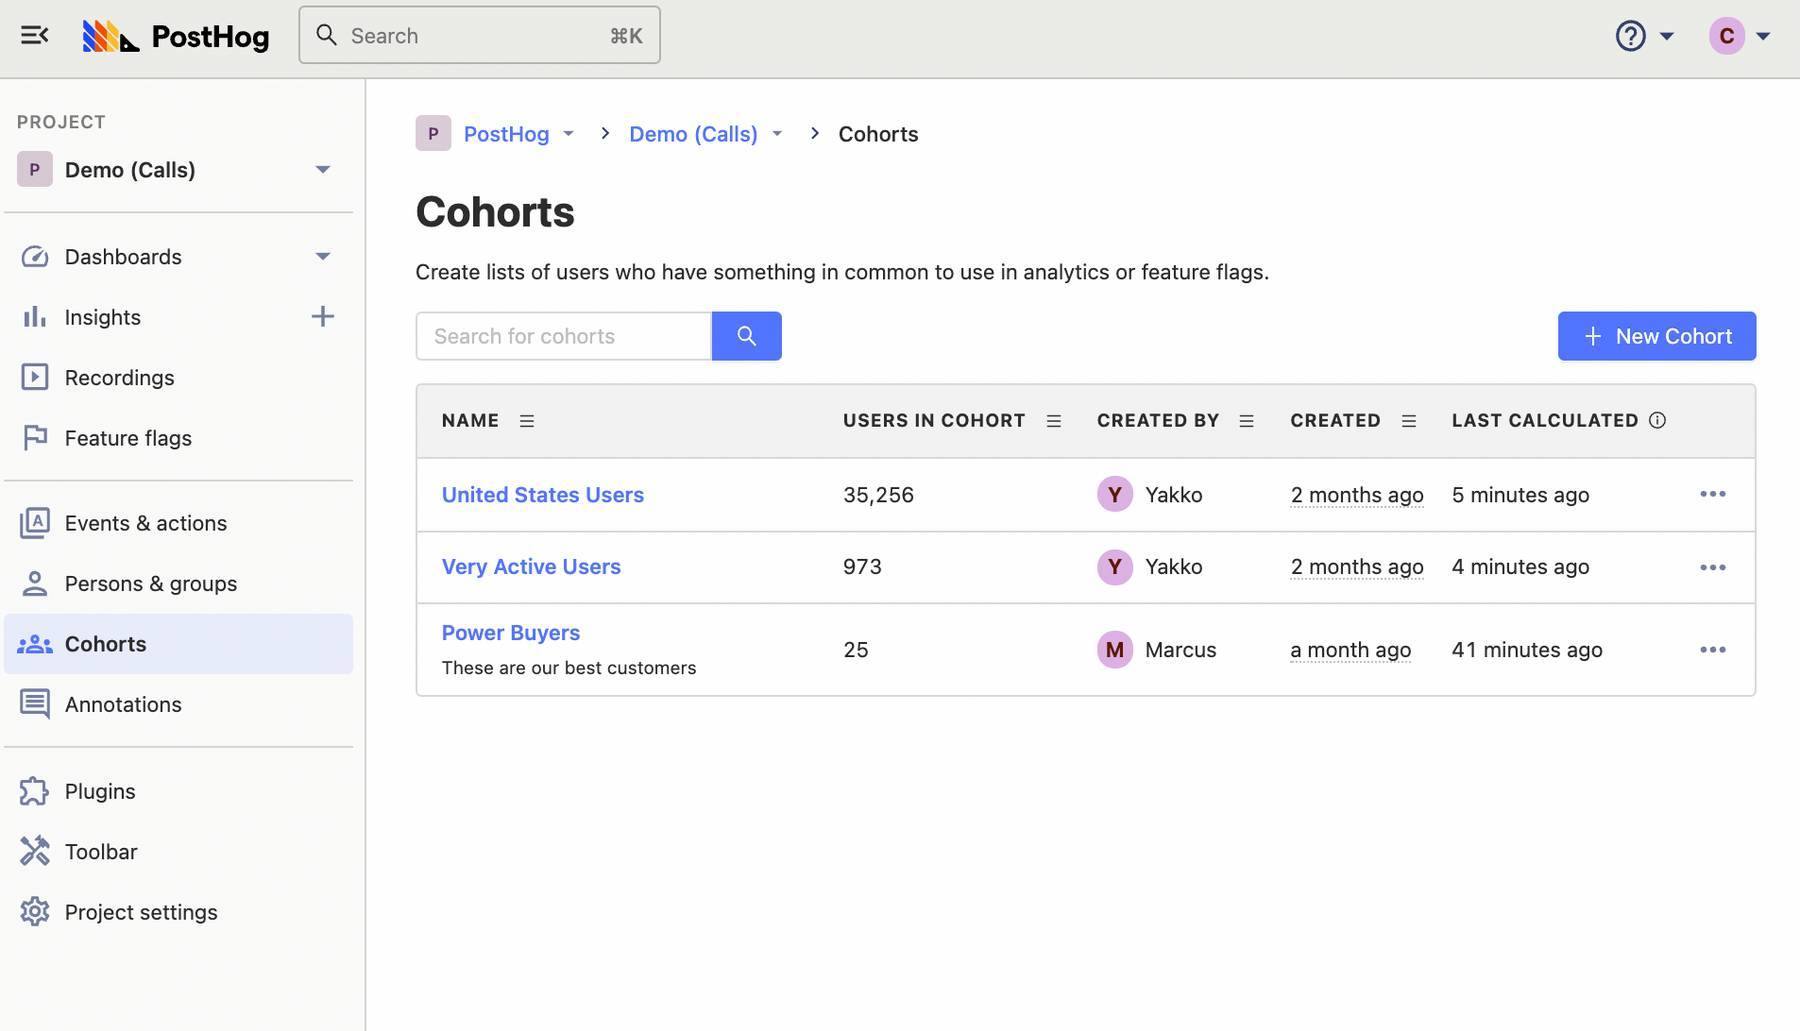 PostHog
Search
⌘K
C
PROJECT
P
Demo (Calls)
Dashboards
Insights
Recordings
Feature flags
A
Events & actions
Persons & groups
Cohorts
Annotations
Plugins
Toolbar
Project settings
P PostHog Demo (Calls) Cohorts
Cohorts
Create lists of users who have something in common to use in analytics or feature flags.
Search for cohorts
New Cohort
NAME USERS IN COHORT CREATED BY CREATED LAST CALCULATED
United States Users 35,256 Y Yakko 2 months ago 5 minutes ago
Very Active Users 973 Y Yakko 2 months ago 4 minutes ago
Power Buyers 25 M Marcus a month ago 41 minutes ago
These are our best customers